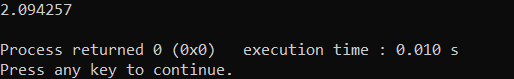 2.094257
Process returned 0 (0x0)   execution time : 0.010 s
Press any key to continue.